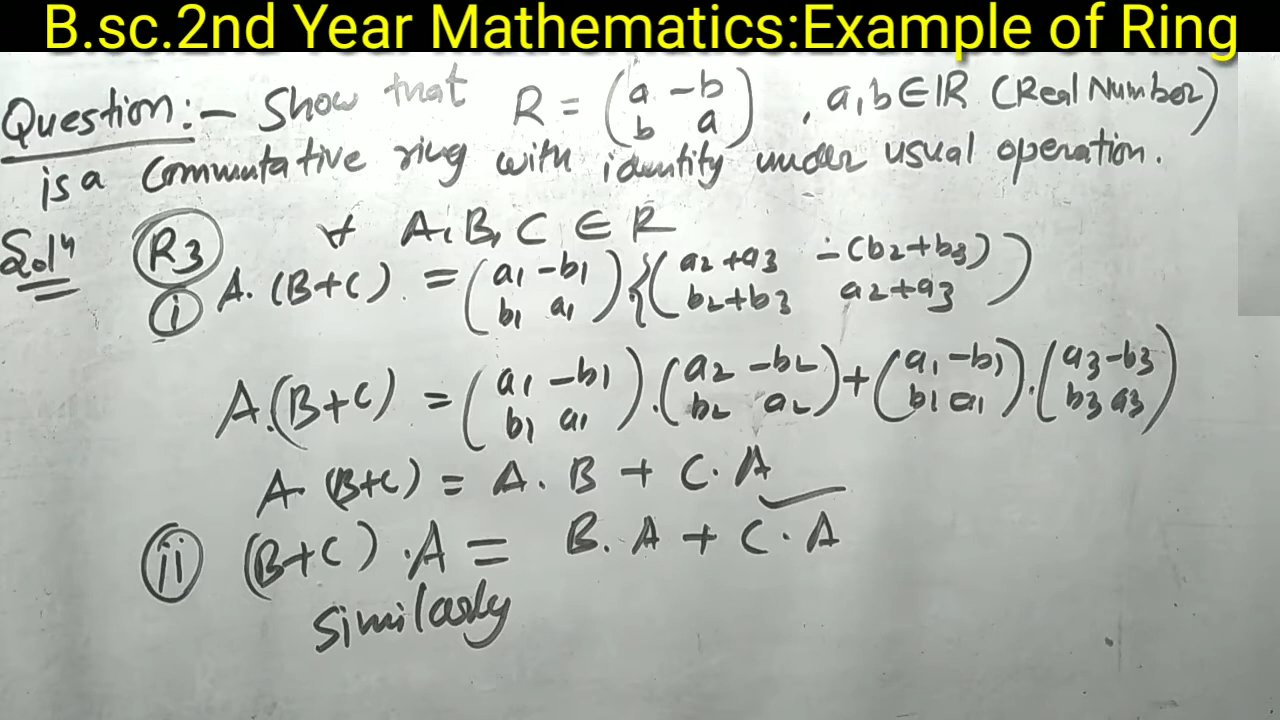 B.sc.2nd Year Mathematics:Example of Ring
Question:- Show that R = (a -b / b a) , a,b ∈ IR (Real Number)
is a Commutative ring with identity under usual operation.
Solⁿ (R3) ∀ A, B, C ∈ R
(i) A. (B+C) = (a1 -b1 / b1 a1) {(a2+a3 -(b2+b3) / b2+b3 a2+a3)
A.(B+C) = (a1 -b1 / b1 a1).(a2 -b2 / b2 a2)+(a1 -b1 / b1 a1).(a3 -b3 / b3 a3)
A. (B+C) = A. B + C. A
(ii) (B+C) .A = B. A + C. A
Similarly